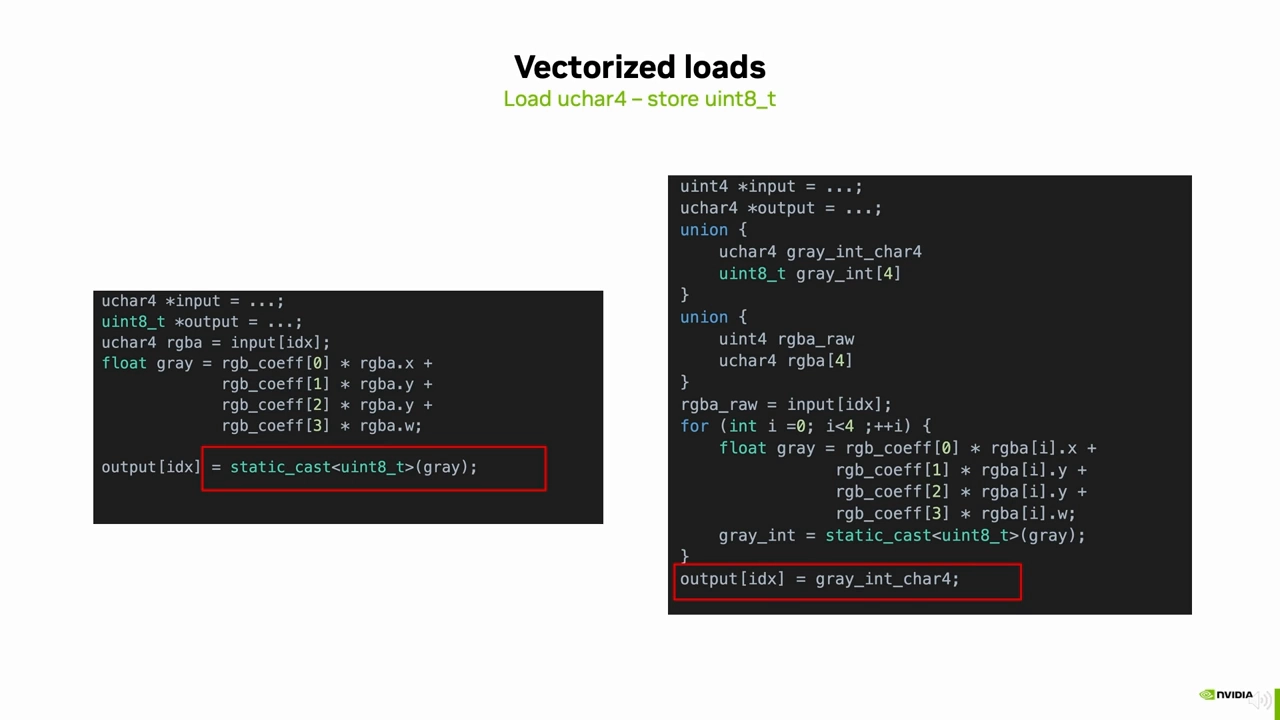 Vectorized loads
Load uchar4 – store uint8_t
uchar4 *input = ...;
uint8_t *output = ...;
uchar4 rgba = input[idx];
float gray = rgb_coeff[0] * rgba.x +
rgb_coeff[1] * rgba.y +
rgb_coeff[2] * rgba.y +
rgb_coeff[3] * rgba.w;
output[idx] = static_cast<uint8_t>(gray);
uint4 *input = ...;
uchar4 *output = ...;
union {
uchar4 gray_int_char4
uint8_t gray_int[4]
}
union {
uint4 rgba_raw
uchar4 rgba[4]
}
rgba_raw = input[idx];
for (int i =0; i<4 ;++i) {
float gray = rgb_coeff[0] * rgba[i].x +
rgb_coeff[1] * rgba[i].y +
rgb_coeff[2] * rgba[i].y +
rgb_coeff[3] * rgba[i].w;
gray_int = static_cast<uint8_t>(gray);
}
output[idx] = gray_int_char4;
NVIDIA